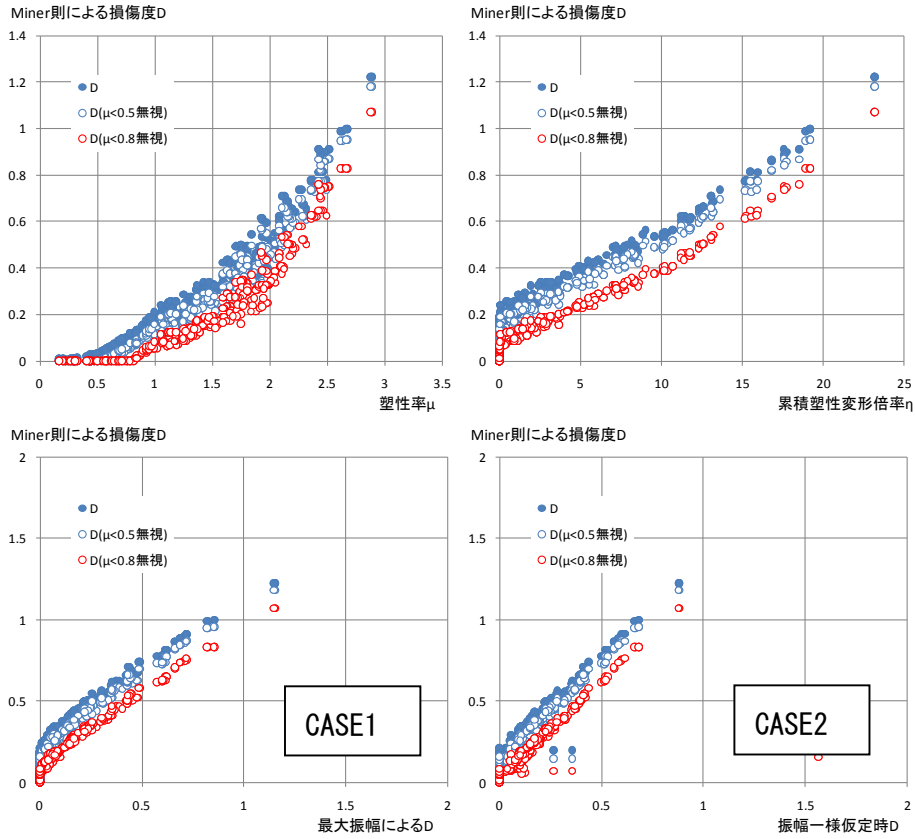 Miner則による損傷度D
1.4
1.2
1
0.8
0.6
0.4
0.2
0
D
D(μ<0.5無視)
D(μ<0.8無視)
0 0.5 1 1.5 2 2.5 3 3.5
塑性率μ
Miner則による損傷度D
1.4
1.2
1
0.8
0.6
0.4
0.2
0
D
D(μ<0.5無視)
D(μ<0.8無視)
0 5 10 15 20 25
累積塑性変形倍率η
Miner則による損傷度D
2
1.5
1
0.5
0
D
D(μ<0.5無視)
D(μ<0.8無視)
CASE1
0 0.5 1 1.5 2
最大振幅によるD
Miner則による損傷度D
2
1.5
1
0.5
0
D
D(μ<0.5無視)
D(μ<0.8無視)
CASE2
0 0.5 1 1.5 2
振幅一様仮定時D